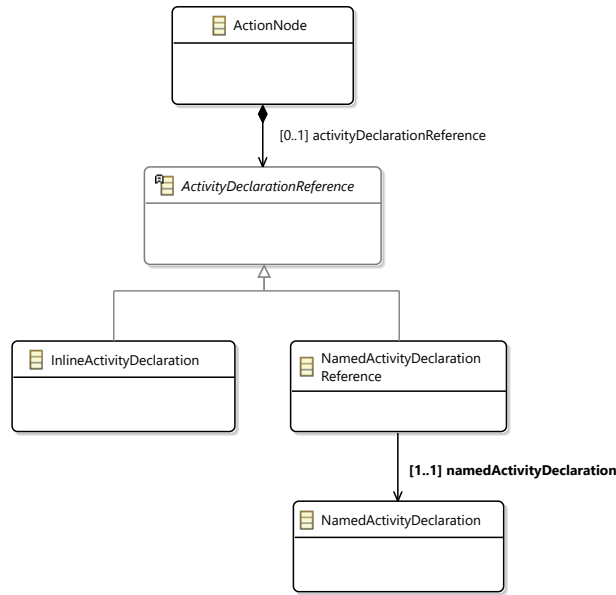 ActionNode
[0..1] activityDeclarationReference
ActivityDeclarationReference
InlineActivityDeclaration
NamedActivityDeclaration
Reference
[1..1] namedActivityDeclaration
NamedActivityDeclaration